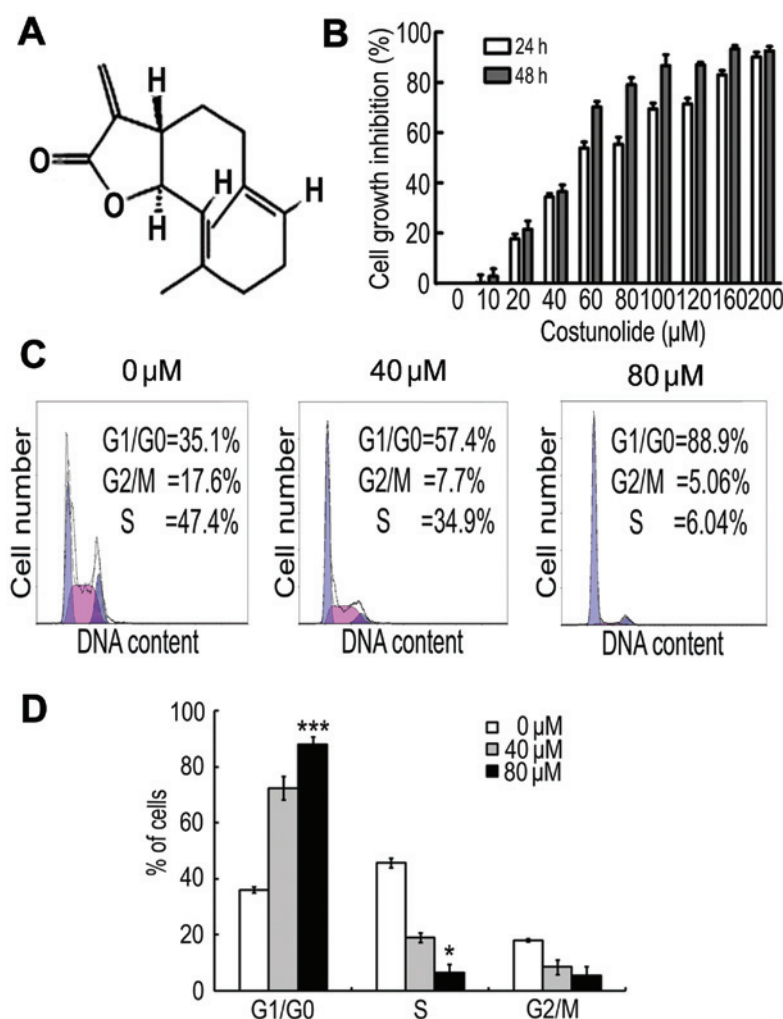 A
H
H
H
H
O
O
B
Cell growth inhibition (%)
100
80
60
40
20
0
24 h
48 h
0 10 20 40 60 80 100 120 160 200
Costunolide (µM)
C
0 µM
Cell number
G1/G0=35.1%
G2/M =17.6%
S =47.4%
DNA content
40 µM
Cell number
G1/G0=57.4%
G2/M =7.7%
S =34.9%
DNA content
80 µM
Cell number
G1/G0=88.9%
G2/M =5.06%
S =6.04%
DNA content
D
% of cells
100
80
60
40
20
0
***
*
0 µM
40 µM
80 µM
G1/G0 S G2/M